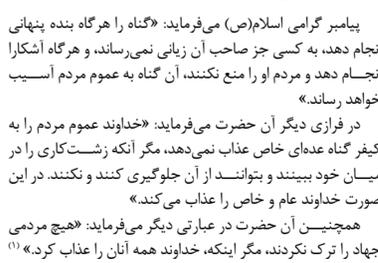 پیامبر گرامی اسلام(ص) می‌فرماید: «گناه را هرگاه بنده پنهانی
نجام دهد، به کسی جز صاحب آن زیانی نمی‌رساند، و هرگاه آشکارا
نجام دهد و مردم او را منع نکنند، آن گناه به عموم مردم آسیب
خواهد رساند.»
در فرازی دیگر آن حضرت می‌فرماید: «خداوند عموم مردم را به
کیفر گناه عده‌ای خاص عذاب نمی‌دهد، مگر آنکه زشت‌کاری را در
میان خود ببینند و بتوانند از آن جلوگیری کنند و نکنند. در این
صورت خداوند عام و خاص را عذاب می‌کند.»
همچنین آن حضرت در عبارتی دیگر می‌فرماید: «هیچ مردمی
جهاد را ترک نکردند، مگر اینکه، خداوند همه آنان را عذاب کرد.» (۱)